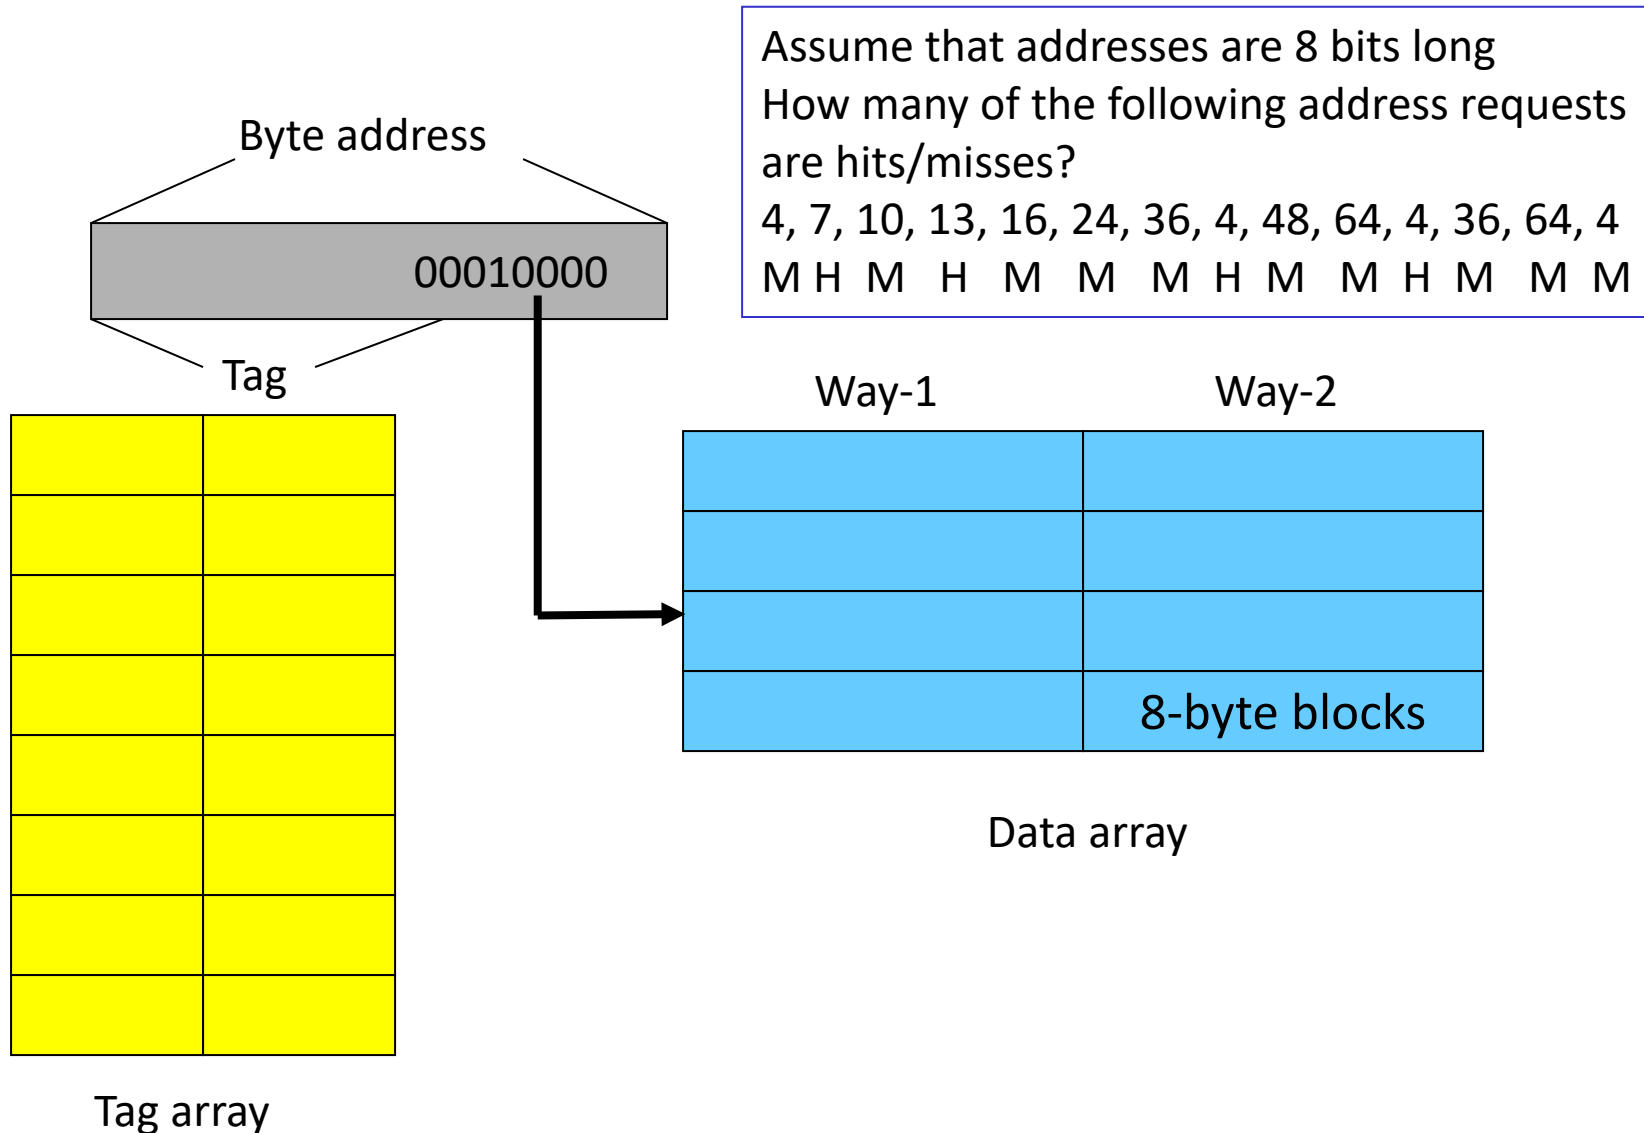 Assume that addresses are 8 bits long
How many of the following address requests
are hits/misses?
4, 7, 10, 13, 16, 24, 36, 4, 48, 64, 4, 36, 64, 4
M H M H M M M H M M H M M M
Byte address
00010000
Tag
Way-1 Way-2
8-byte blocks
Data array
Tag array